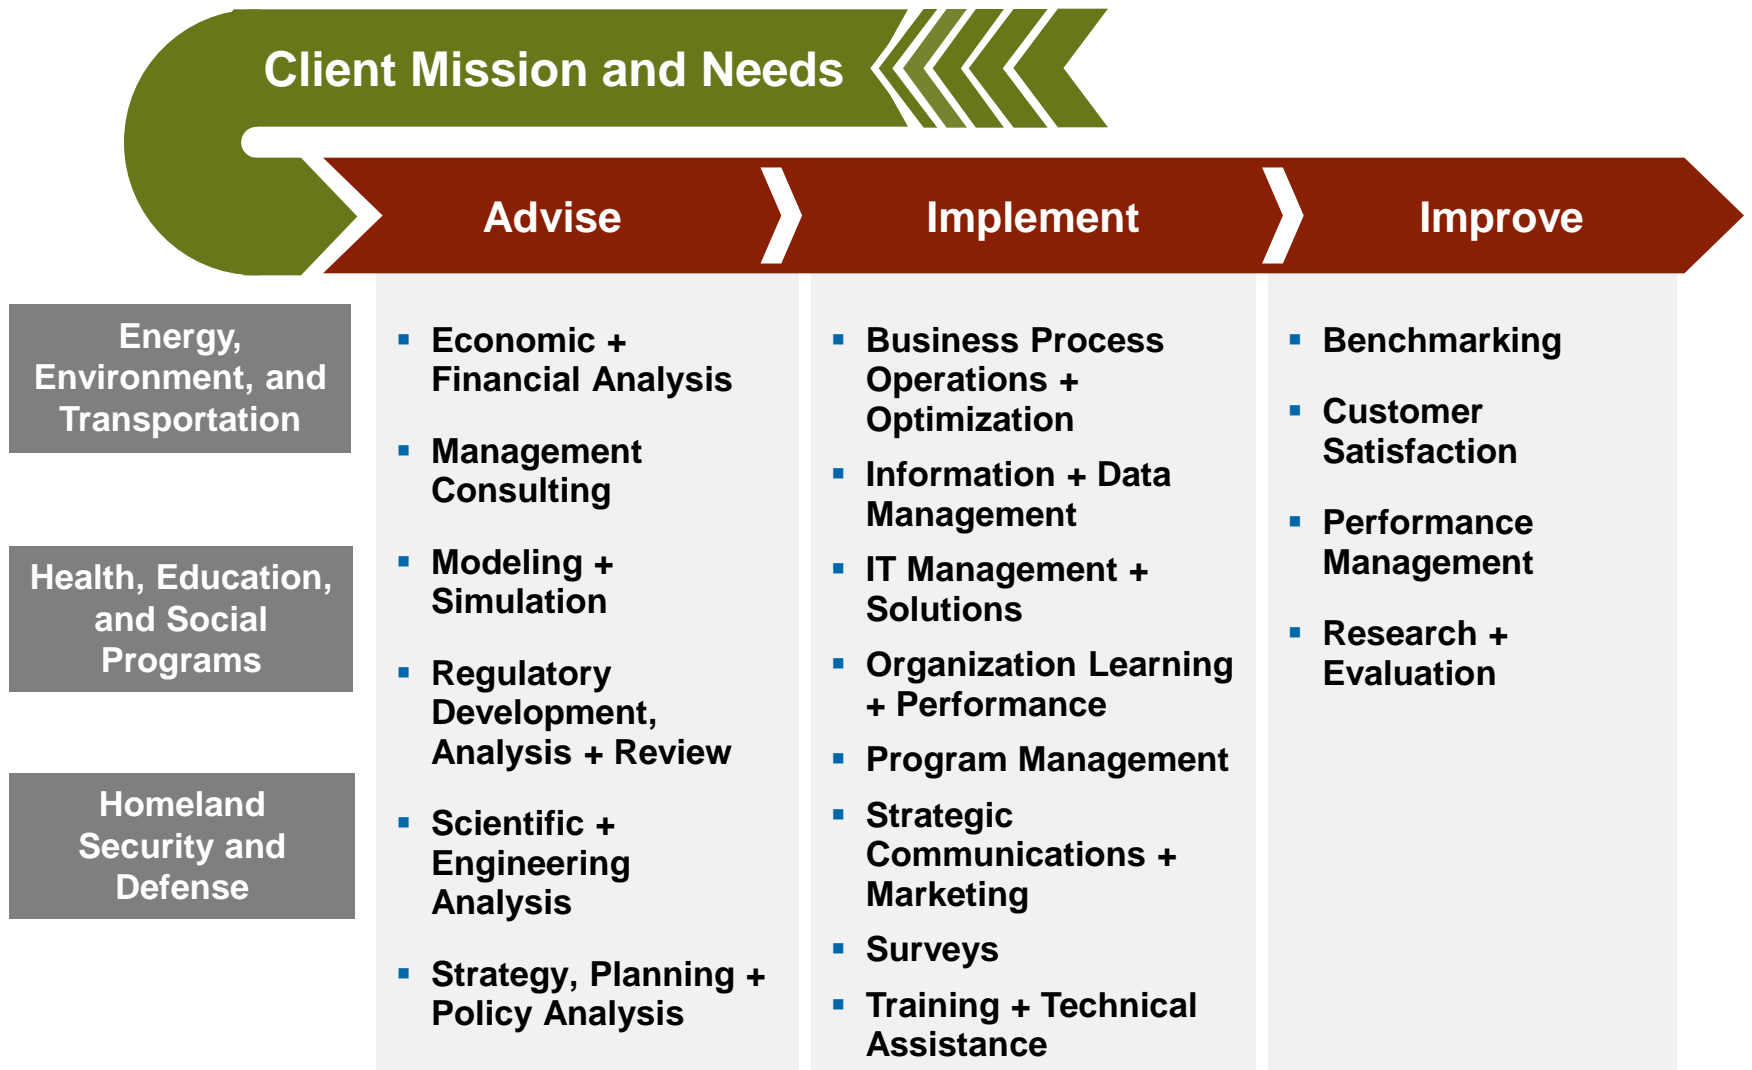 Client Mission and Needs
Advise
Implement
Improve
Energy,
Environment, and
Transportation
Health, Education,
and Social
Programs
Homeland
Security and
Defense
Economic +
Financial Analysis
Management
Consulting
Modeling +
Simulation
Regulatory
Development,
Analysis + Review
Scientific +
Engineering
Analysis
Strategy, Planning +
Policy Analysis
Business Process
Operations +
Optimization
Information + Data
Management
IT Management +
Solutions
Organization Learning
+ Performance
Program Management
Strategic
Communications +
Marketing
Surveys
Training + Technical
Assistance
Benchmarking
Customer
Satisfaction
Performance
Management
Research +
Evaluation